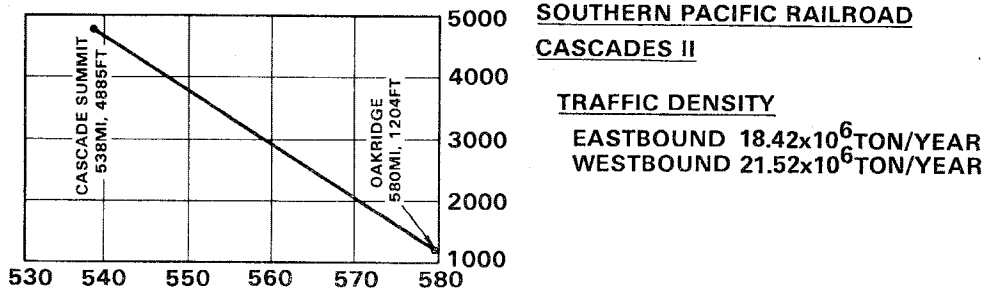 5000
4000
3000
2000
1000
530 540 550 560 570 580
CASCADE SUMMIT
538MI, 4885FT
OAKRIDGE
580MI, 1204FT
SOUTHERN PACIFIC RAILROAD
CASCADES II
TRAFFIC DENSITY
EASTBOUND 18.42x10⁶TON/YEAR
WESTBOUND 21.52x10⁶TON/YEAR